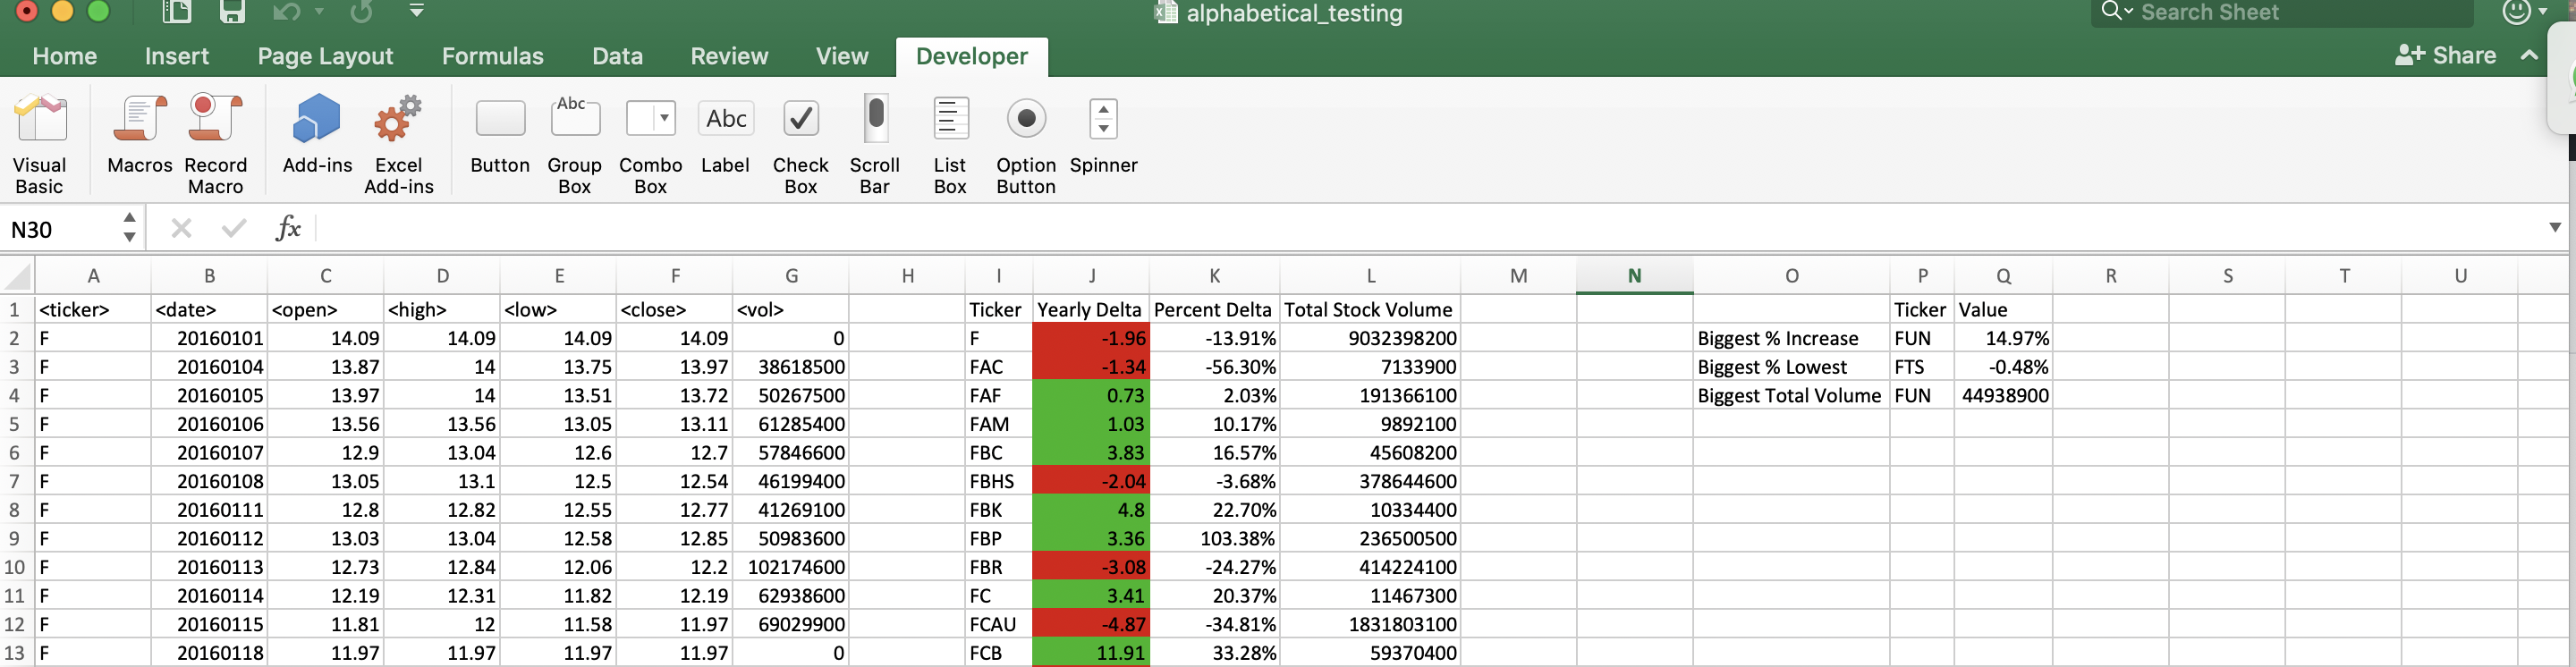 alphabetical_testing
Search Sheet
Home Insert Page Layout Formulas Data Review View Developer Share
Abc Abc
Visual Basic Macros Record Macro Add-ins Excel Add-ins Button Group Box Combo Box Label Check Box Scroll Bar List Box Option Button Spinner
N30 fx
A B C D E F G H I J K L M N O P Q R S T U
1 <ticker> <date> <open> <high> <low> <close> <vol> Ticker Yearly Delta Percent Delta Total Stock Volume Ticker Value
2 F 20160101 14.09 14.09 14.09 14.09 0 F -1.96 -13.91% 9032398200 Biggest % Increase FUN 14.97%
3 F 20160104 13.87 14 13.75 13.97 38618500 FAC -1.34 -56.30% 7133900 Biggest % Lowest FTS -0.48%
4 F 20160105 13.97 14 13.51 13.72 50267500 FAF 0.73 2.03% 191366100 Biggest Total Volume FUN 44938900
5 F 20160106 13.56 13.56 13.05 13.11 61285400 FAM 1.03 10.17% 9892100
6 F 20160107 12.9 13.04 12.6 12.7 57846600 FBC 3.83 16.57% 45608200
7 F 20160108 13.05 13.1 12.5 12.54 46199400 FBHS -2.04 -3.68% 378644600
8 F 20160111 12.8 12.82 12.55 12.77 41269100 FBK 4.8 22.70% 10334400
9 F 20160112 13.03 13.04 12.58 12.85 50983600 FBP 3.36 103.38% 236500500
10 F 20160113 12.73 12.84 12.06 12.2 102174600 FBR -3.08 -24.27% 414224100
11 F 20160114 12.19 12.31 11.82 12.19 62938600 FC 3.41 20.37% 11467300
12 F 20160115 11.81 12 11.58 11.97 69029900 FCAU -4.87 -34.81% 1831803100
13 F 20160118 11.97 11.97 11.97 11.97 0 FCB 11.91 33.28% 59370400